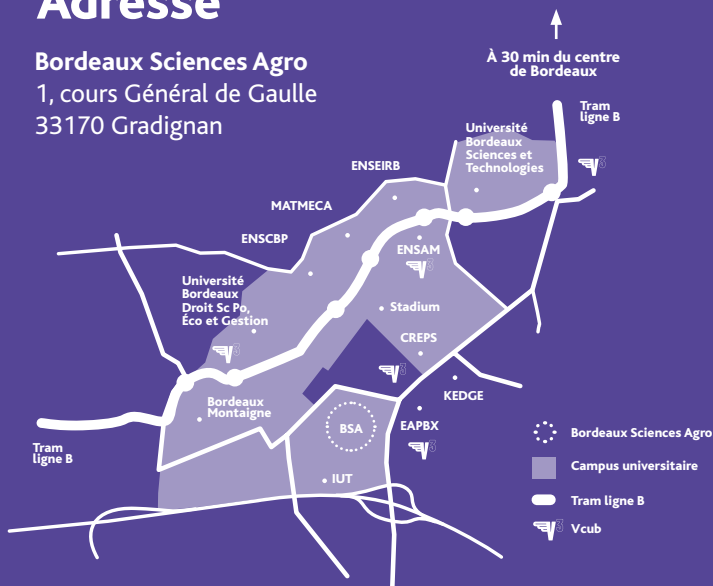 Adresse
Bordeaux Sciences Agro
1, cours Général de Gaulle
33170 Gradignan
À 30 min du centre
de Bordeaux
Tram
ligne B
Université
Bordeaux
Sciences et
Technologies
ENSEIRB
MATMECA
ENSCBP
ENSAM
Université
Bordeaux
Droit Sc Po,
Éco et Gestion
Stadium
CREPS
KEDGE
Bordeaux
Montaigne
BSA
EAPBX
Tram
ligne B
IUT
Bordeaux Sciences Agro
Campus universitaire
Tram ligne B
Vcub